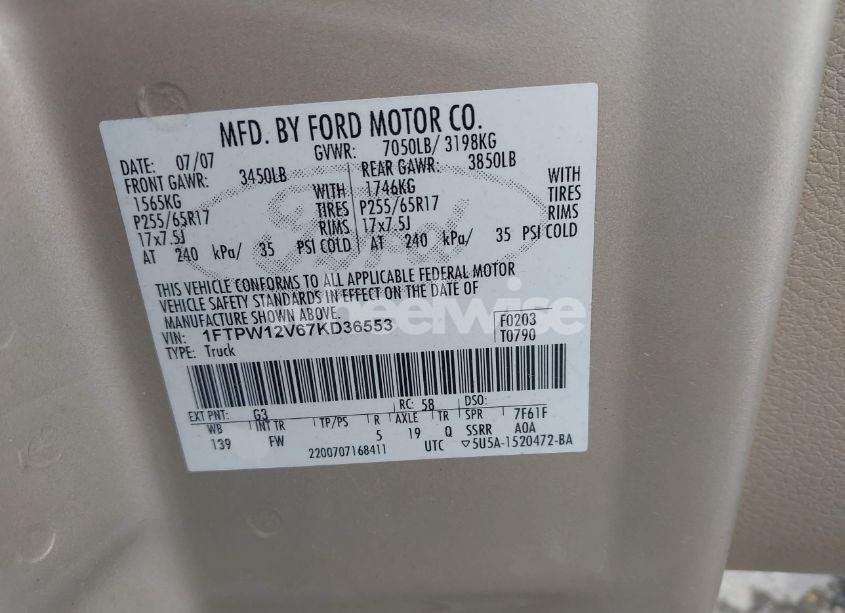 MFD. BY FORD MOTOR CO.
DATE: 07/07 GVWR: 7050LB/ 3198KG
FRONT GAWR: 3450LB REAR GAWR: 3850LB
1565KG WITH 1746KG WITH
P255/65R17 TIRES P255/65R17 TIRES
17x7.5J RIMS 17x7.5J RIMS
AT 240 kPa/ 35 PSI COLD AT 240 kPa/ 35 PSI COLD
Ford
THIS VEHICLE CONFORMS TO ALL APPLICABLE FEDERAL MOTOR
VEHICLE SAFETY STANDARDS IN EFFECT ON THE DATE OF
MANUFACTURE SHOWN ABOVE.
VIN: 1FTPW12V67KD36553 F0203
TYPE: Truck T0790
EXT PNT: G3 RC: 58 DSO:
WB INT TR TP/PS R AXLE TR SPR 7F61F
139 FW 5 19 Q SSRR A0A
2200707168411 UTC ▽5U5A-1520472-BA